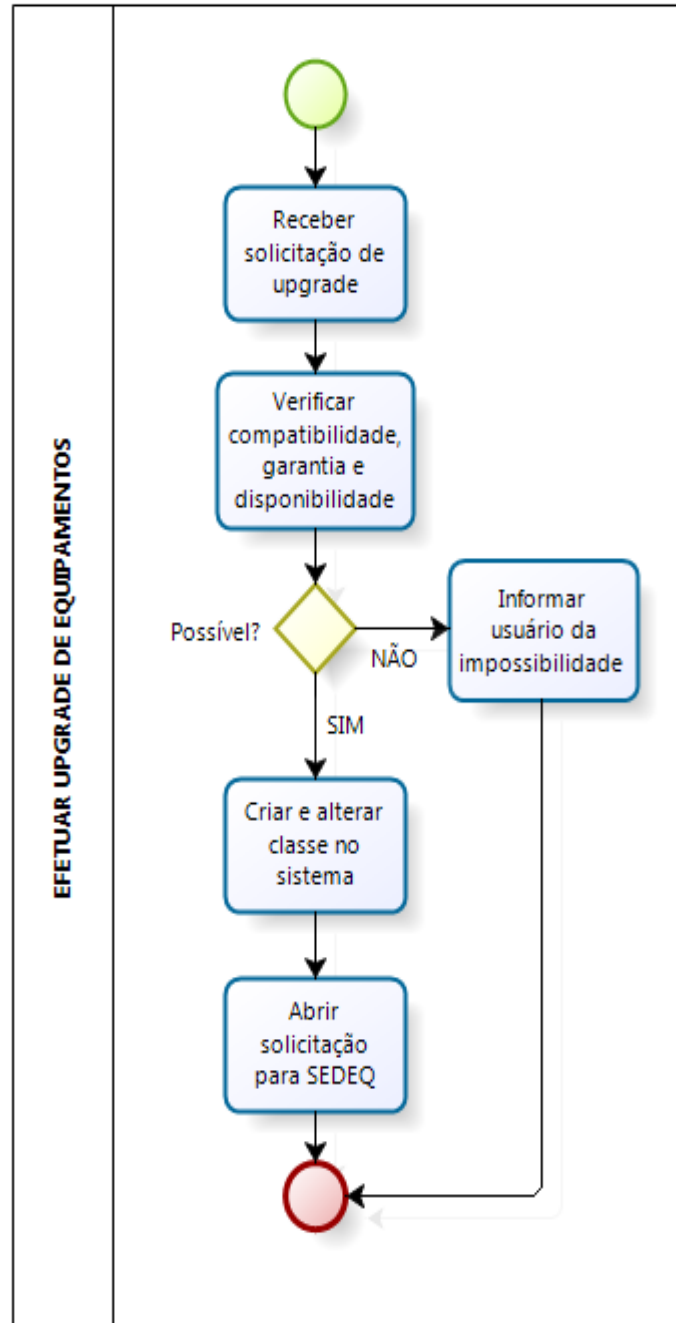 EFETUAR UPGRADE DE EQUIPAMENTOS
Receber
solicitação de
upgrade
Verificar
compatibilidade,
garantia e
disponibilidade
Possível?
NÃO
Informar
usuário da
impossibilidade
SIM
Criar e alterar
classe no
sistema
Abrir
solicitação
para SEDEQ